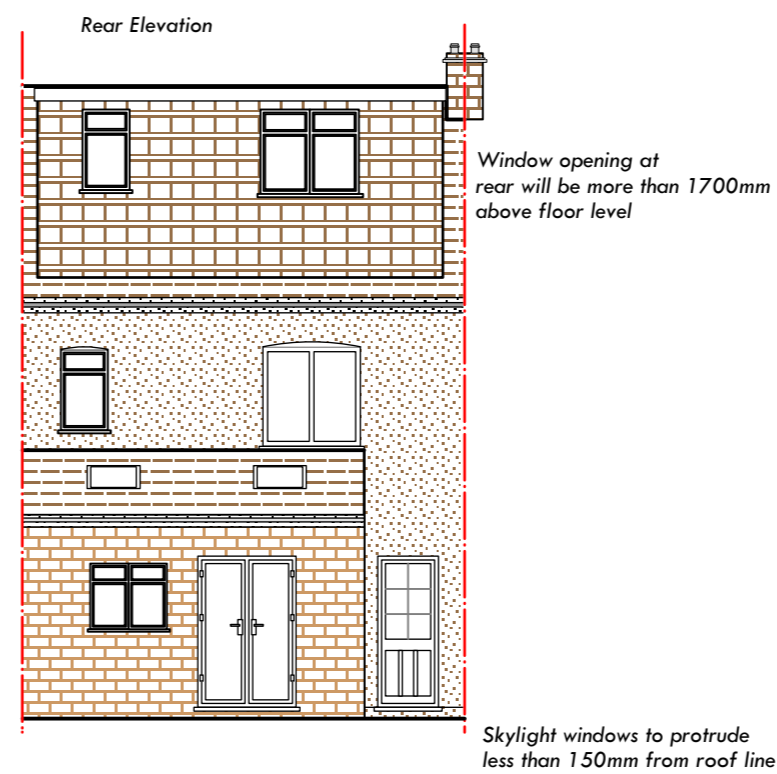 Rear Elevation
Window opening at
rear will be more than 1700mm
above floor level
Skylight windows to protrude
less than 150mm from roof line